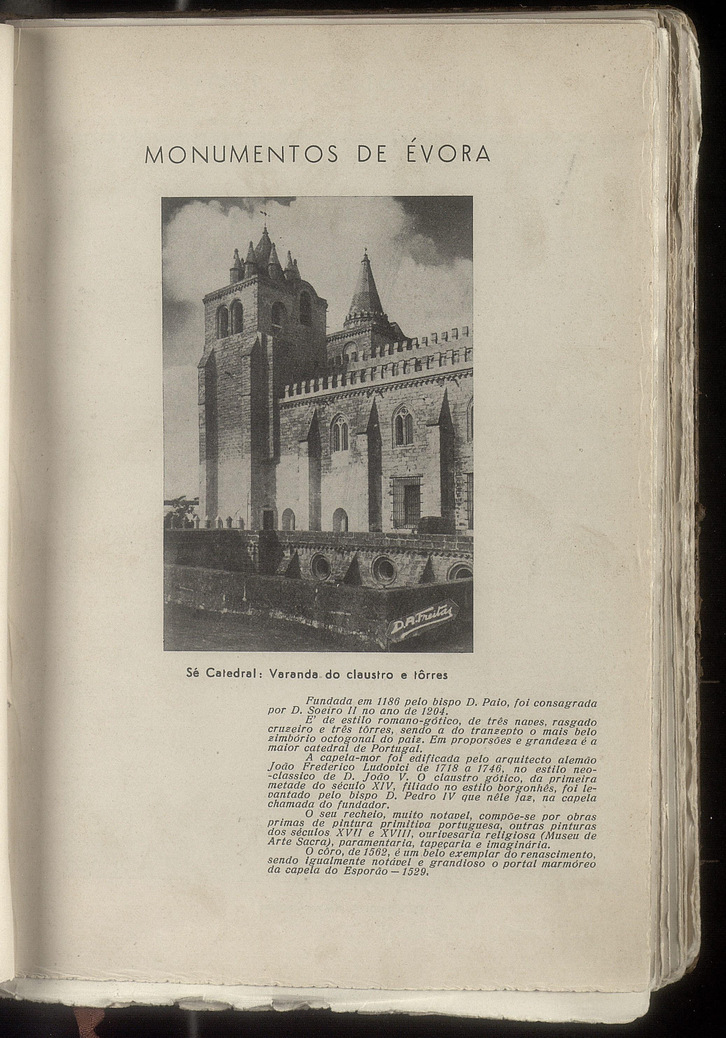 MONUMENTOS DE ÉVORA
D. A. Freitas
Sé Catedral: Varanda do claustro e tôrres
Fundada em 1186 pelo bispo D. Paio, foi consagrada
por D. Soeiro II no ano de 1204.
E' de estilo romano-gótico, de três naves, rasgado
cruzeiro e três tôrres, sendo a do tranzepto o mais belo
zimbório octogonal do paiz. Em proporsões e grandeza é a
maior catedral de Portugal.
A capela-mor foi edificada pelo arquitecto alemão
João Frederico Ludovici de 1718 a 1746, no estilo neo-
-classico de D. João V. O claustro gótico, da primeira
metade do século XIV, filiado no estilo borgonhês, foi le-
vantado pelo bispo D. Pedro IV que nêle jaz, na capela
chamada do fundador.
O seu recheio, muito notavel, compõe-se por obras
primas de pintura primitiva portuguesa, outras pinturas
dos séculos XVII e XVIII, ourivesaria religiosa (Museu de
Arte Sacra), paramentaria, tapeçaria e imaginária.
O côro, de 1562, é um belo exemplar do renascimento,
sendo igualmente notável e grandioso o portal marmóreo
da capela do Esporão — 1529.